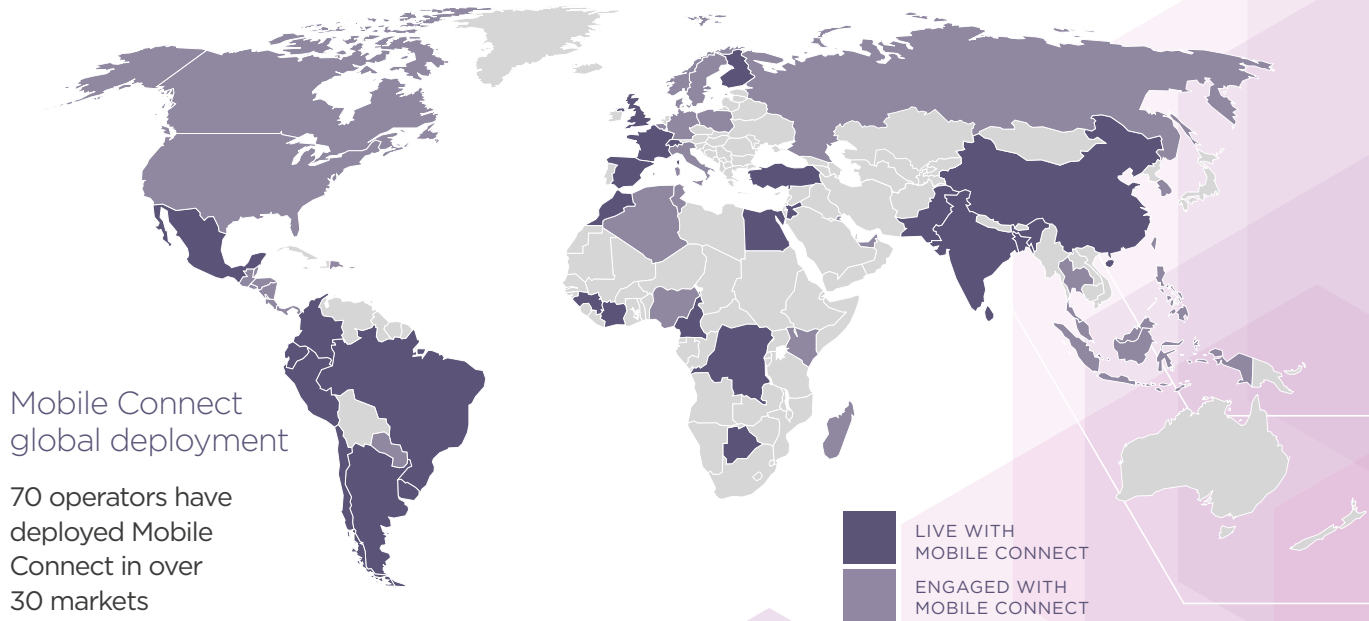 Mobile Connect
global deployment
70 operators have
deployed Mobile
Connect in over
30 markets
LIVE WITH
MOBILE CONNECT
ENGAGED WITH
MOBILE CONNECT